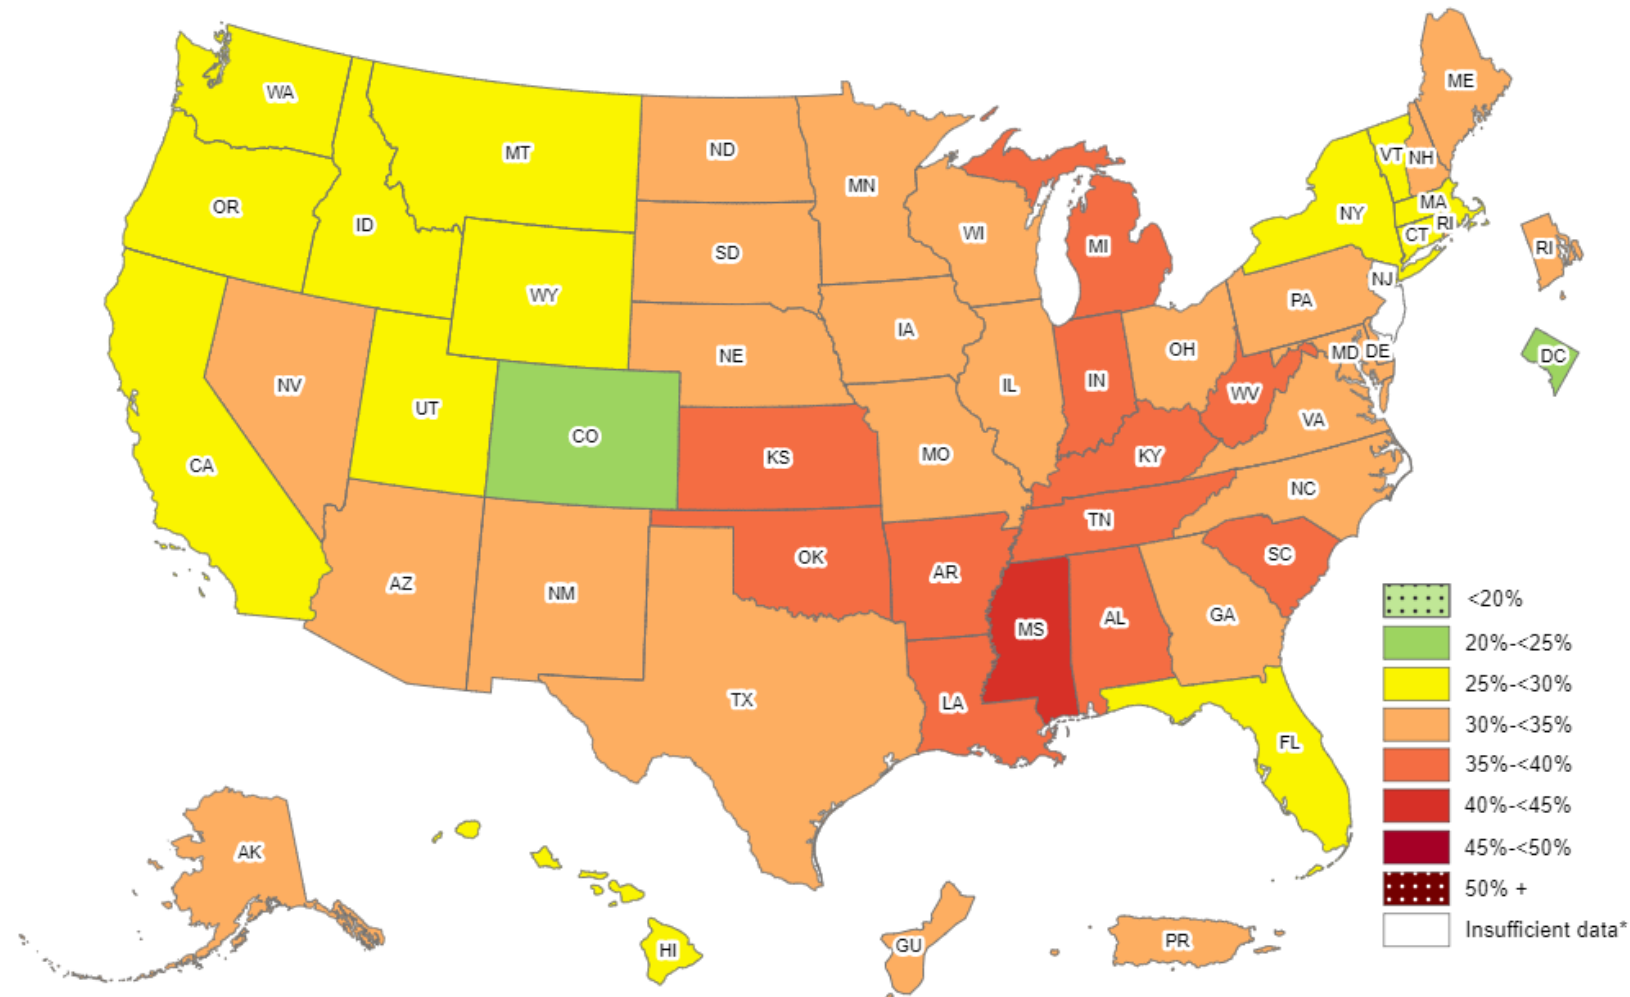 ME
WA
MT
ND
VT
NH
MN
OR
ID
MA
NY
RI
CT
WI
MI
SD
RI
NJ
WY
PA
IA
OH
MD
DE
NE
DC
NV
IL
IN
WV
UT
VA
CO
CA
MO
KS
KY
NC
TN
OK
SC
AR
AZ
NM
<20%
GA
AL
MS
20%-<25%
25%-<30%
TX
LA
30%-<35%
FL
35%-<40%
40%-<45%
AK
45%-<50%
50% +
Insufficient data*
PR
GU
HI